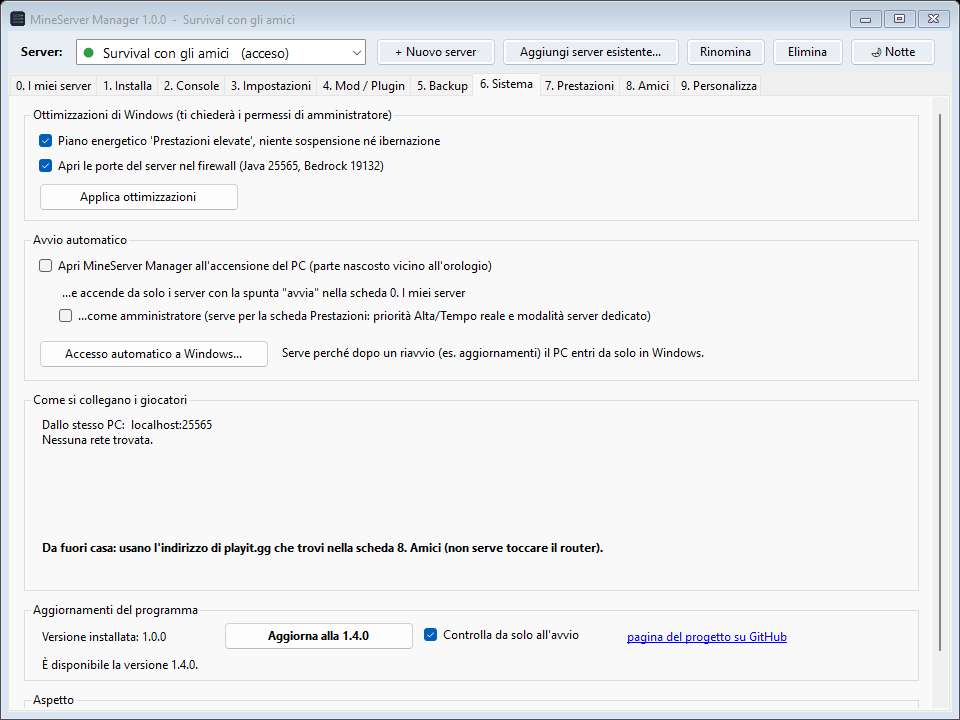 MineServer Manager 1.0.0 - Survival con gli amici
Server: Survival con gli amici (acceso) + Nuovo server Aggiungi server esistente... Rinomina Elimina 🌙 Notte
0. I miei server 1. Installa 2. Console 3. Impostazioni 4. Mod / Plugin 5. Backup 6. Sistema 7. Prestazioni 8. Amici 9. Personalizza
Ottimizzazioni di Windows (ti chiederà i permessi di amministratore)
Piano energetico 'Prestazioni elevate', niente sospensione né ibernazione
Apri le porte del server nel firewall (Java 25565, Bedrock 19132)
Applica ottimizzazioni
Avvio automatico
Apri MineServer Manager all'accensione del PC (parte nascosto vicino all'orologio)
...e accende da solo i server con la spunta "avvia" nella scheda 0. I miei server
...come amministratore (serve per la scheda Prestazioni: priorità Alta/Tempo reale e modalità server dedicato)
Accesso automatico a Windows... Serve perché dopo un riavvio (es. aggiornamenti) il PC entri da solo in Windows.
Come si collegano i giocatori
Dallo stesso PC: localhost:25565
Nessuna rete trovata.
Da fuori casa: usano l'indirizzo di playit.gg che trovi nella scheda 8. Amici (non serve toccare il router).
Aggiornamenti del programma
Versione installata: 1.0.0 Aggiorna alla 1.4.0 Controlla da solo all'avvio pagina del progetto su GitHub
È disponibile la versione 1.4.0.
Aspetto